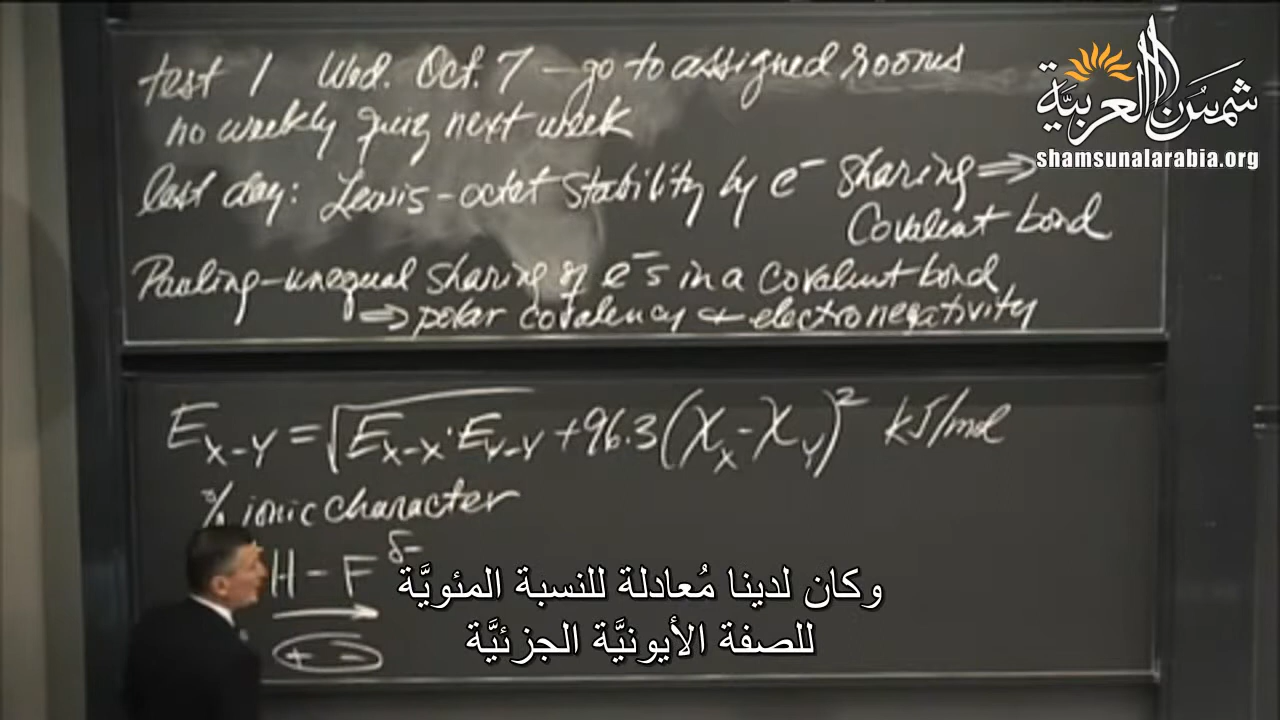 شمس العربية
shamsunalarabia.org
test 1 Wed. Oct. 7 – go to assigned rooms
no weekly quiz next week
last day: Lewis – octet stability by e⁻ sharing ⇒
Covalent bond
Pauling – unequal sharing of e⁻s in a covalent bond
⇒ polar covalency + electronegativity
E_X–Y = √(E_X–X · E_Y–Y) + 96.3 (χ_X – χ_Y)² kJ/mol
% ionic character
H – F δ–
+ –
وكان لدينا مُعادلة للنسبة المئويَّة
للصفة الأيونيَّة الجزئيَّة